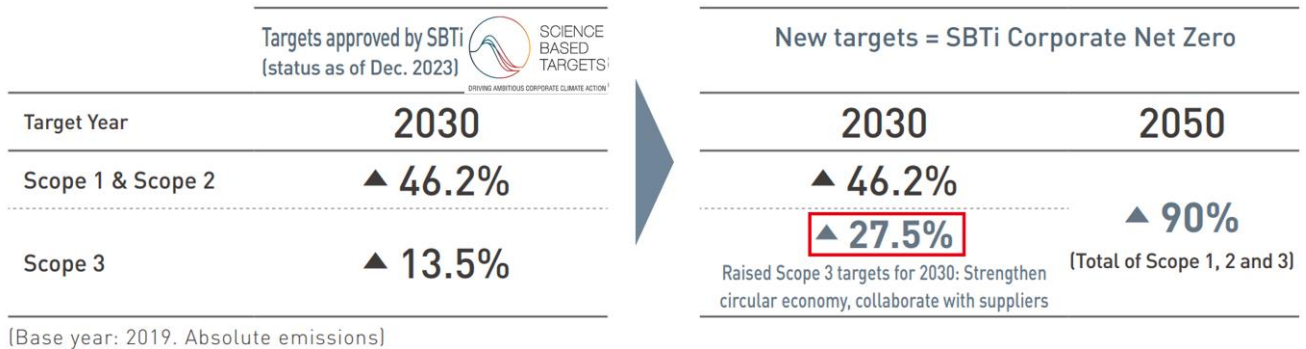 Targets approved by SBTi
(status as of Dec. 2023)
SCIENCE
BASED
TARGETS
DRIVING AMBITIOUS CORPORATE CLIMATE ACTION
New targets = SBTi Corporate Net Zero
Target Year
2030
2030
2050
Scope 1 & Scope 2
▲ 46.2%
▲ 46.2%
Scope 3
▲ 13.5%
▲ 27.5%
Raised Scope 3 targets for 2030: Strengthen
circular economy, collaborate with suppliers
▲ 90%
(Total of Scope 1, 2 and 3)
(Base year: 2019. Absolute emissions)